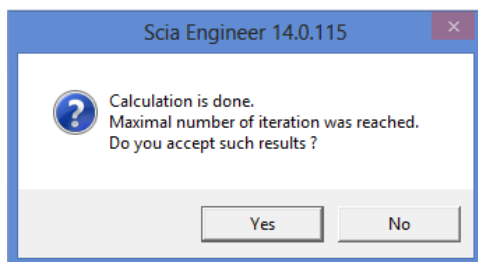 Scia Engineer 14.0.115
Calculation is done.
Maximal number of iteration was reached.
Do you accept such results ?
Yes
No